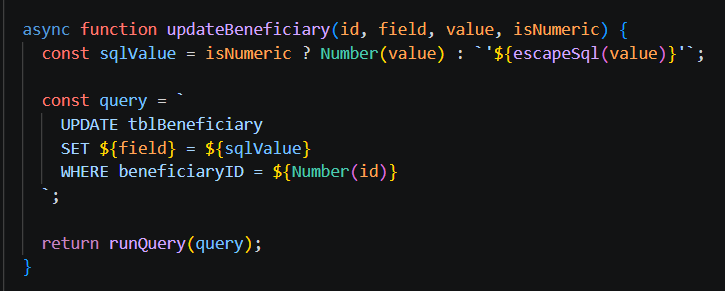 async function updateBeneficiary(id, field, value, isNumeric) {
  const sqlValue = isNumeric ? Number(value) : `'${escapeSql(value)}'`;

  const query = `
    UPDATE tblBeneficiary
    SET ${field} = ${sqlValue}
    WHERE beneficiaryID = ${Number(id)}
  `;

  return runQuery(query);
}